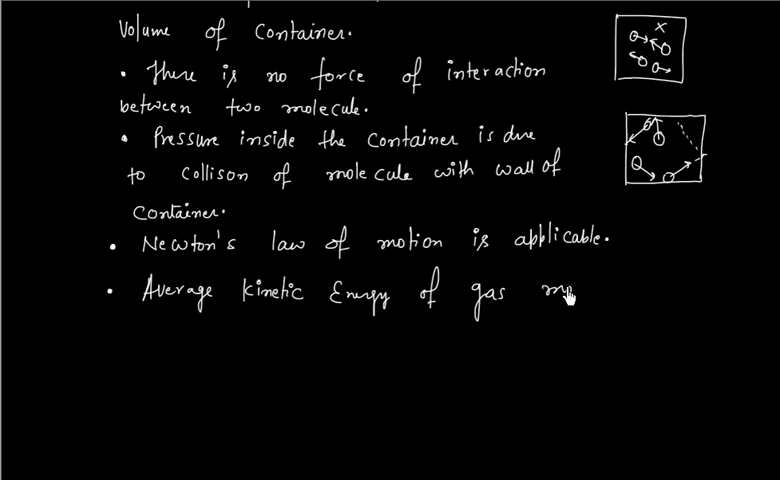 Volume of Container.
• There is no force of interaction
between two molecule.
• Pressure inside the Container is due
to Collison of molecule with wall of
Container.
• Newton's law of motion is applicable.
• Average Kinetic Energy of gas m